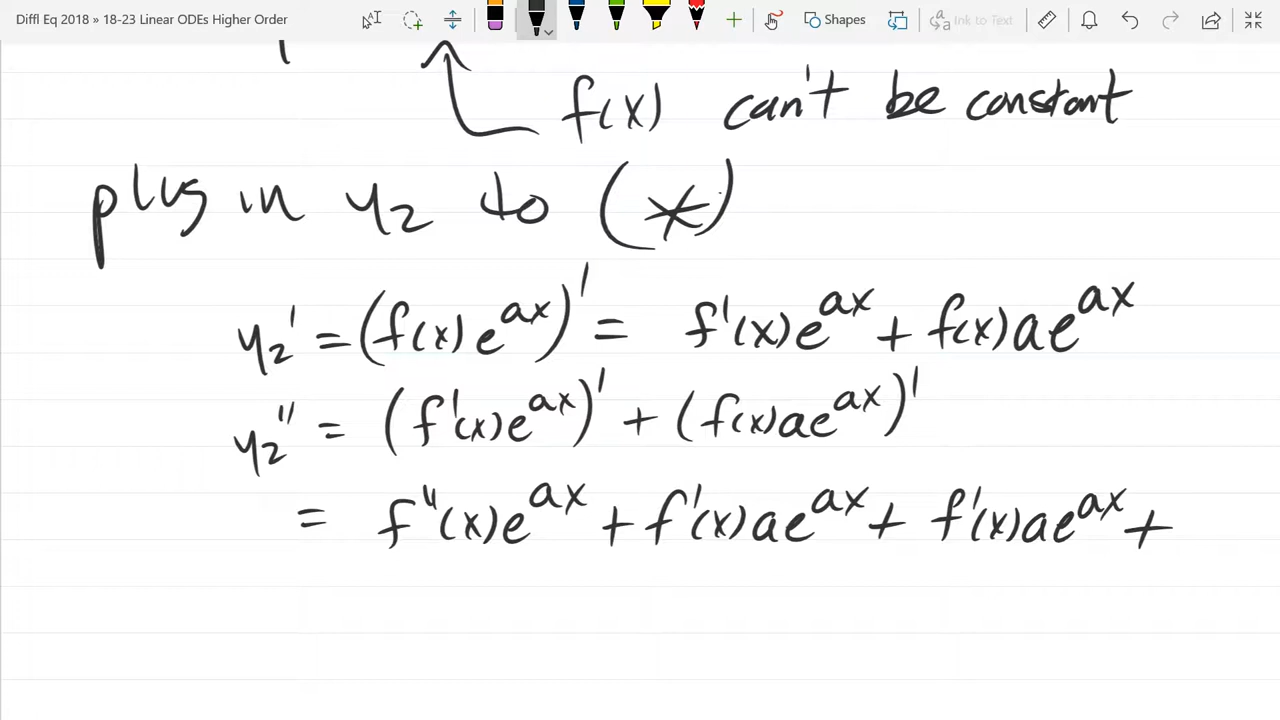 Diffl Eq 2018 » 18-23 Linear ODEs Higher Order
Shapes
Ink to Text
f(x) can't be constant
plug in y₂ to (*)
y₂' = (f(x)e^{ax})' = f'(x)e^{ax} + f(x)ae^{ax}
y₂'' = (f'(x)e^{ax})' + (f(x)ae^{ax})'
= f''(x)e^{ax} + f'(x)ae^{ax} + f'(x)ae^{ax} +